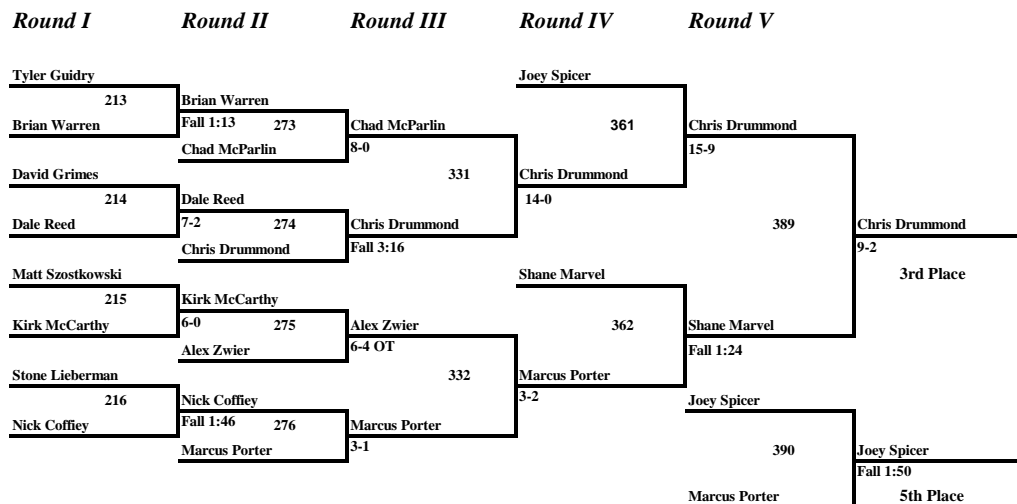 Round I Round II Round III Round IV Round V
Tyler Guidry Joey Spicer
213 Brian Warren
Brian Warren Fall 1:13 273 Chad McParlin 361 Chris Drummond
Chad McParlin 8-0 15-9
David Grimes 331 Chris Drummond
214 Dale Reed 14-0
Dale Reed 7-2 274 Chris Drummond 389 Chris Drummond
Chris Drummond Fall 3:16 9-2
Matt Szostkowski Shane Marvel 3rd Place
215 Kirk McCarthy
Kirk McCarthy 6-0 275 Alex Zwier 362 Shane Marvel
Alex Zwier 6-4 OT Fall 1:24
Stone Lieberman 332 Marcus Porter
216 Nick Coffiey 3-2 Joey Spicer
Nick Coffiey Fall 1:46 276 Marcus Porter
Marcus Porter 3-1 390 Joey Spicer
Fall 1:50
Marcus Porter 5th Place